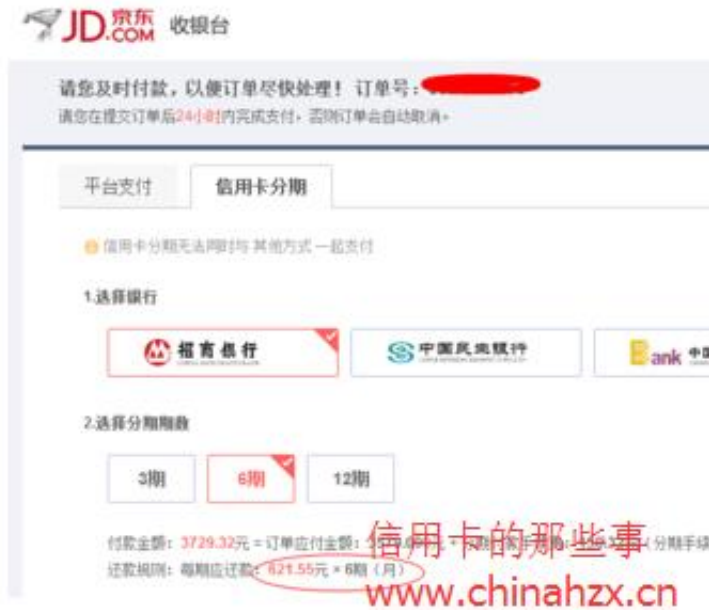 JD.COM 京东 收银台
请您及时付款，以便订单尽快处理！ 订单号：
请您在提交订单后24小时内完成支付，否则订单会自动取消。
平台支付 信用卡分期
信用卡分期无法同时与 其他方式 一起支付
1.选择银行
招商银行 中国民生银行 Bank 中国
2.选择分期期数
3期 6期 12期
付款金额：3729.32元 = 订单应付金额： （分期手续
还款规则：每期应还款：621.55元 × 6期（月）
信用卡的那些事
www.chinahzx.cn